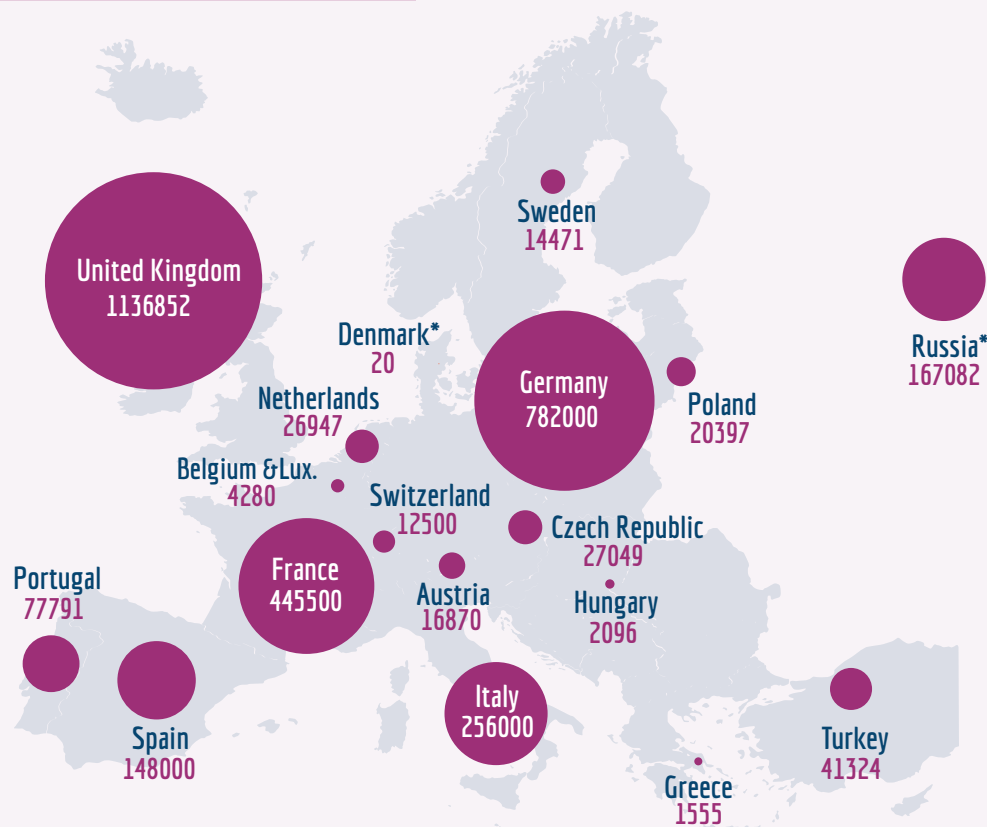 Sweden
14471
United Kingdom
1136852
Denmark*
20
Russia*
167082
Germany
782000
Netherlands
26947
Poland
20397
Belgium &Lux.
4280
Switzerland
12500
Czech Republic
27049
France
445500
Portugal
77791
Austria
16870
Hungary
2096
Italy
256000
Spain
148000
Turkey
41324
Greece
1555